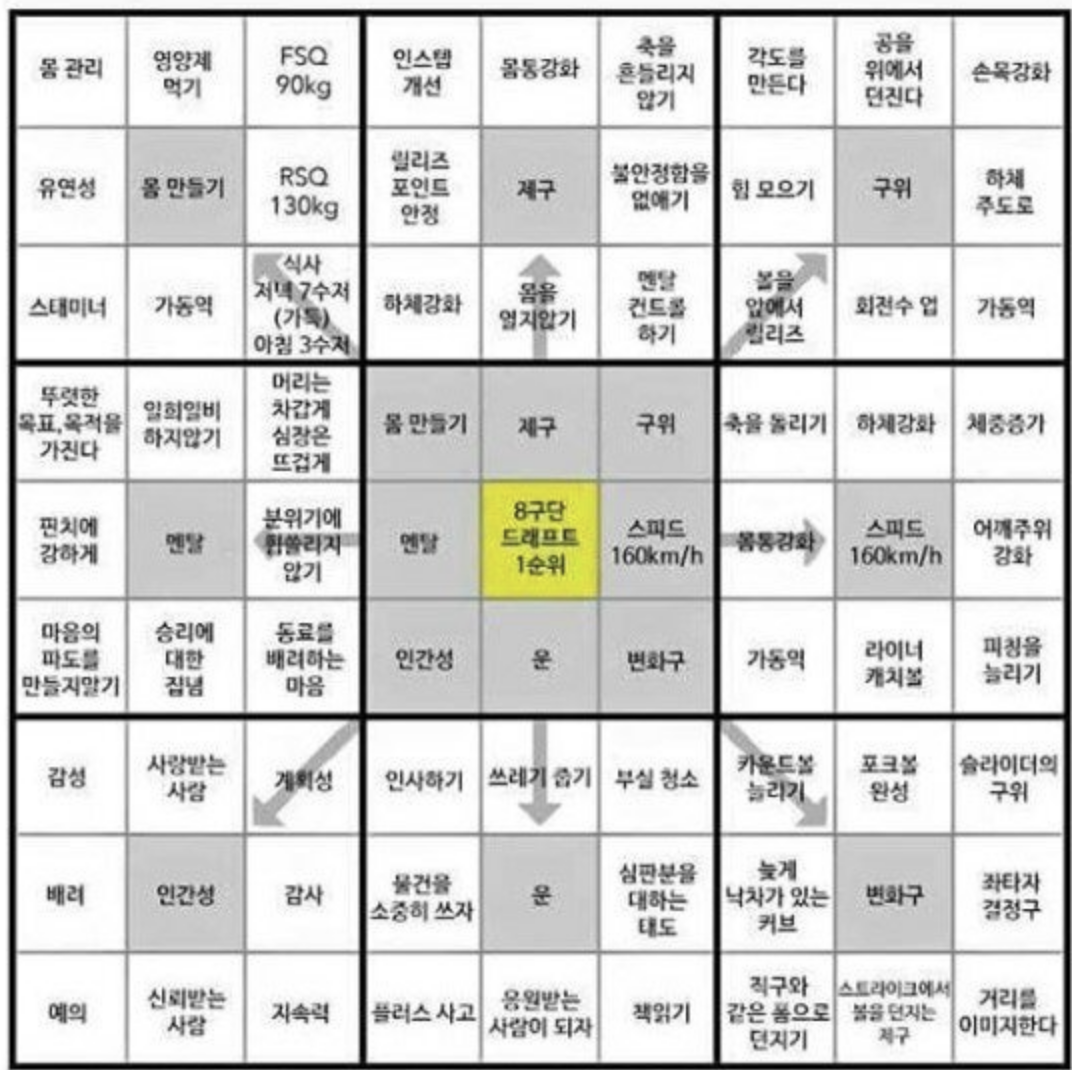 몸 관리
영양제
먹기
FSQ
90kg
인스텝
개선
몸통강화
축을
흔들리지
않기
각도를
만든다
공을
위에서
던진다
손목강화
유연성
몸 만들기
RSQ
130kg
릴리즈
포인트
안정
제구
불안정함을
없애기
힘 모으기
구위
하체
주도로
스태미너
가동역
식사
저녁 7수저
(가득)
아침 3수저
하체강화
몸을
열지않기
멘탈
컨트롤
하기
볼을
앞에서
릴리즈
회전수 업
가동역
뚜렷한
목표,목적을
가진다
일희일비
하지않기
머리는
차갑게
심장은
뜨겁게
몸 만들기
제구
구위
축을 돌리기
하체강화
체중증가
핀치에
강하게
멘탈
분위기에
휩쓸리지
않기
멘탈
8구단
드래프트
1순위
스피드
160km/h
몸통강화
스피드
160km/h
어깨주위
강화
마음의
파도를
만들지말기
승리에
대한
집념
동료를
배려하는
마음
인간성
운
변화구
가동역
라이너
캐치볼
피칭을
늘리기
감성
사랑받는
사람
계획성
인사하기
쓰레기 줍기
부실 청소
카운트볼
늘리기
포크볼
완성
슬라이더의
구위
배려
인간성
감사
물건을
소중히 쓰자
운
심판분을
대하는
태도
늦게
낙차가 있는
커브
변화구
좌타자
결정구
예의
신뢰받는
사람
지속력
플러스 사고
응원받는
사람이 되자
책읽기
직구와
같은 폼으로
던지기
스트라이크에서
볼을 던지는
제구
거리를
이미지한다